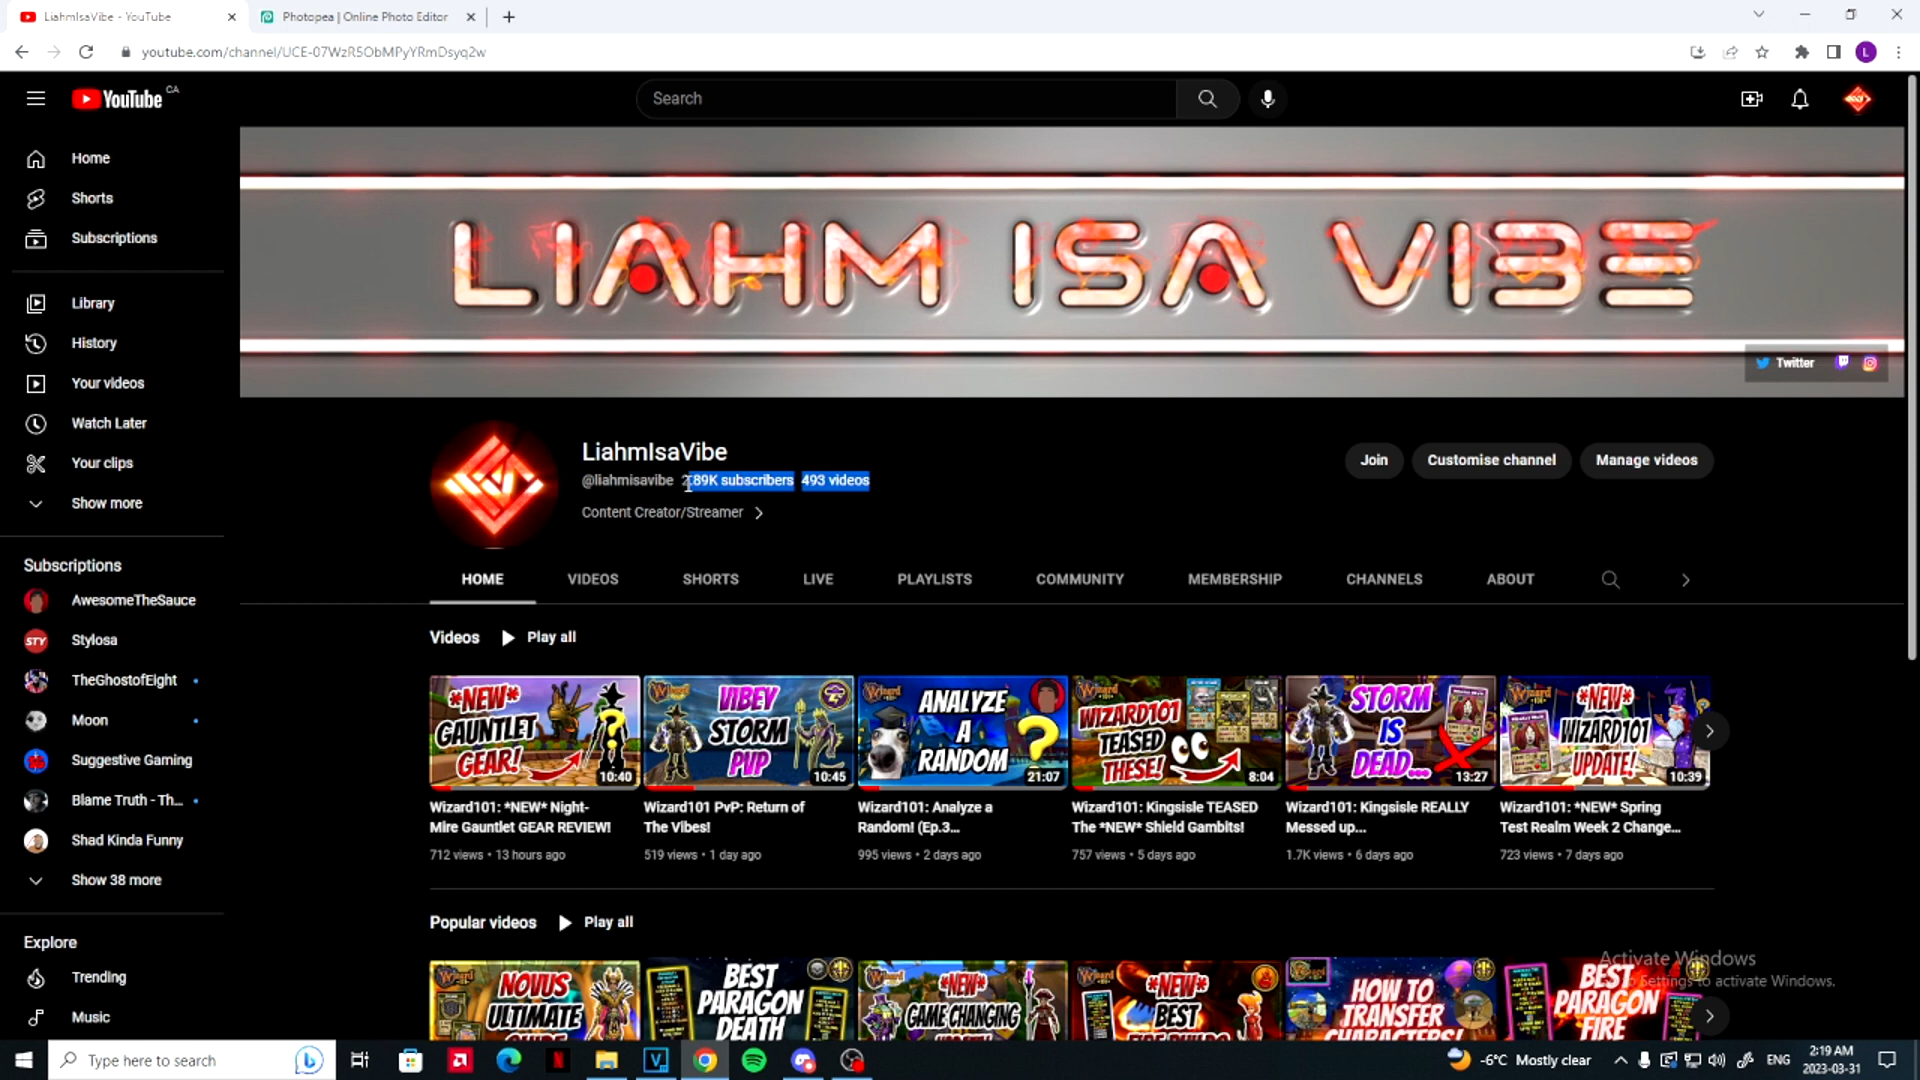 LiahmIsaVibe - YouTube
Photopea | Online Photo Editor
youtube.com/channel/UCE-07WzR5ObMPyYRmDsyq2w
L
YouTube CA
Search
Home
Shorts
Subscriptions
Library
History
Your videos
Watch Later
Your clips
Show more
Subscriptions
AwesomeTheSauce
STY
Stylosa
TheGhostofEight
Moon
Suggestive Gaming
Blame Truth - Th...
Shad Kinda Funny
Show 38 more
Explore
Trending
Music
LIAHM ISA VIBE
Twitter
LiahmIsaVibe
@liahmisavibe 2.89K subscribers 493 videos
Content Creator/Streamer
Join
Customise channel
Manage videos
HOME VIDEOS SHORTS LIVE PLAYLISTS COMMUNITY MEMBERSHIP CHANNELS ABOUT
Videos Play all
*NEW*
GAUNTLET
GEAR!
10:40
Wizard101: *NEW* Night-
Mire Gauntlet GEAR REVIEW!
712 views • 13 hours ago
VIBEY
STORM
PVP
10:45
Wizard101 PvP: Return of
The Vibes!
519 views • 1 day ago
ANALYZE
A
RANDOM
?
21:07
Wizard101: Analyze a
Random! (Ep.3...
995 views • 2 days ago
WIZARD101
TEASED
THESE!
8:04
Wizard101: Kingsisle TEASED
The *NEW* Shield Gambits!
757 views • 5 days ago
STORM
IS
DEAD...
13:27
Wizard101: Kingsisle REALLY
Messed up...
1.7K views • 6 days ago
*NEW*
WIZARD101
UPDATE!
10:39
Wizard101: *NEW* Spring
Test Realm Week 2 Change...
723 views • 7 days ago
Popular videos Play all
NOVUS
ULTIMATE
BEST
PARAGON
DEATH
*NEW*
GAME CHANGING
*NEW*
BEST
HOW TO
TRANSFER
CHARACTERS!
BEST
PARAGON
FIRE
Activate Windows
Settings to activate Windows.
Type here to search
-6°C Mostly clear
ENG
2:19 AM
2023-03-31